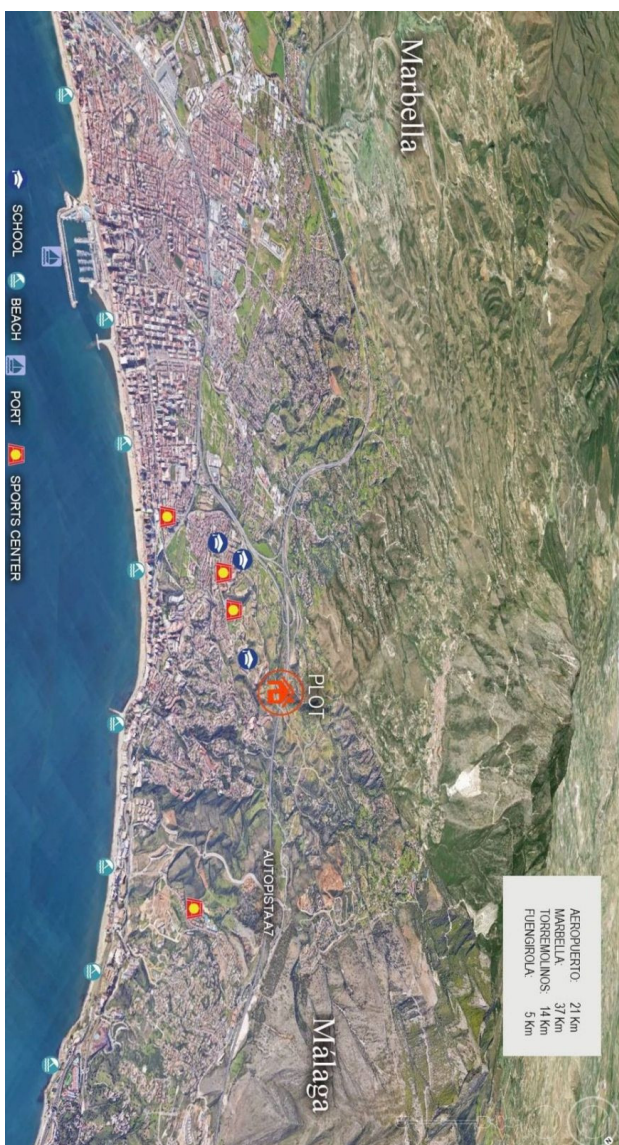 Marbella
Málaga
PLOT
AUTOPISTA A7
AEROPUERTO: 21 Km
MARBELLA: 37 Km
TORREMOLINOS: 14 Km
FUENGIROLA: 5 Km
SCHOOL BEACH PORT SPORTS CENTER